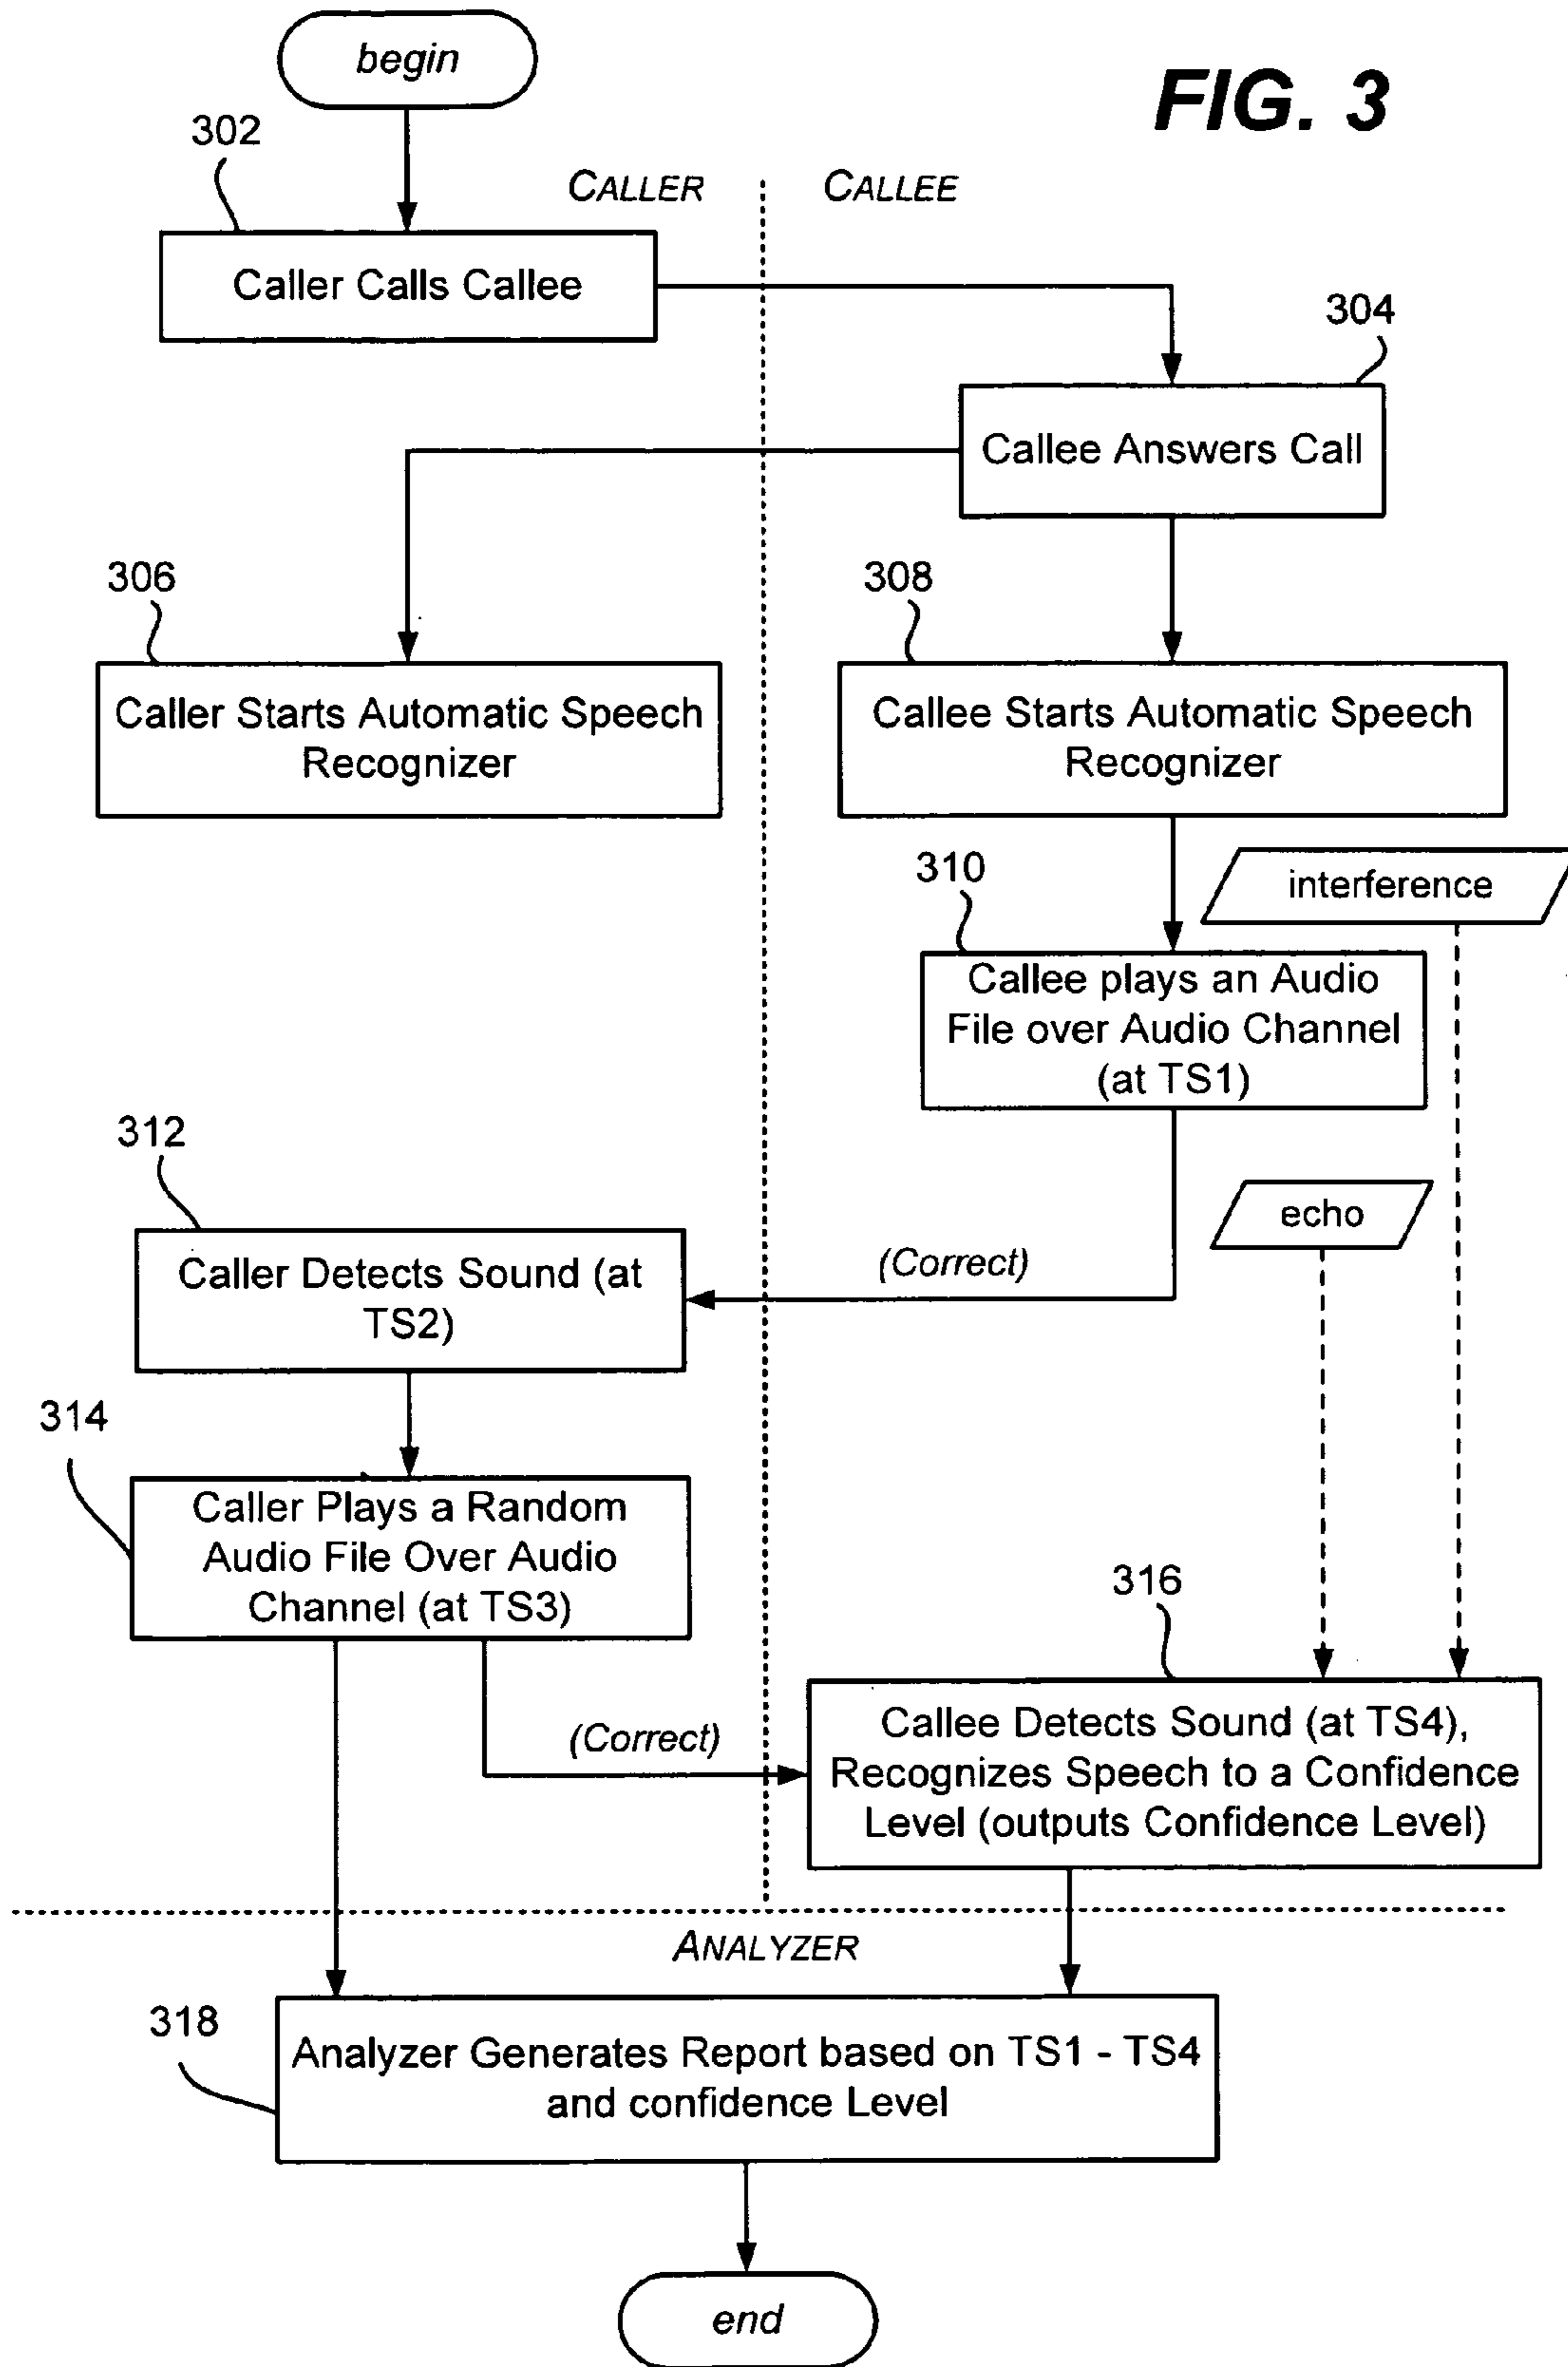 begin
FIG. 3
302
CALLER
CALLEE
Caller Calls Callee
304
Callee Answers Call
306
308
Caller Starts Automatic Speech
Recognizer
Callee Starts Automatic Speech
Recognizer
310
interference
Callee plays an Audio
File over Audio Channel
(at TS1)
312
echo
Caller Detects Sound (at
TS2)
(Correct)
314
Caller Plays a Random
Audio File Over Audio
Channel (at TS3)
316
(Correct)
Callee Detects Sound (at TS4),
Recognizes Speech to a Confidence
Level (outputs Confidence Level)
ANALYZER
318
Analyzer Generates Report based on TS1 - TS4
and confidence Level
end